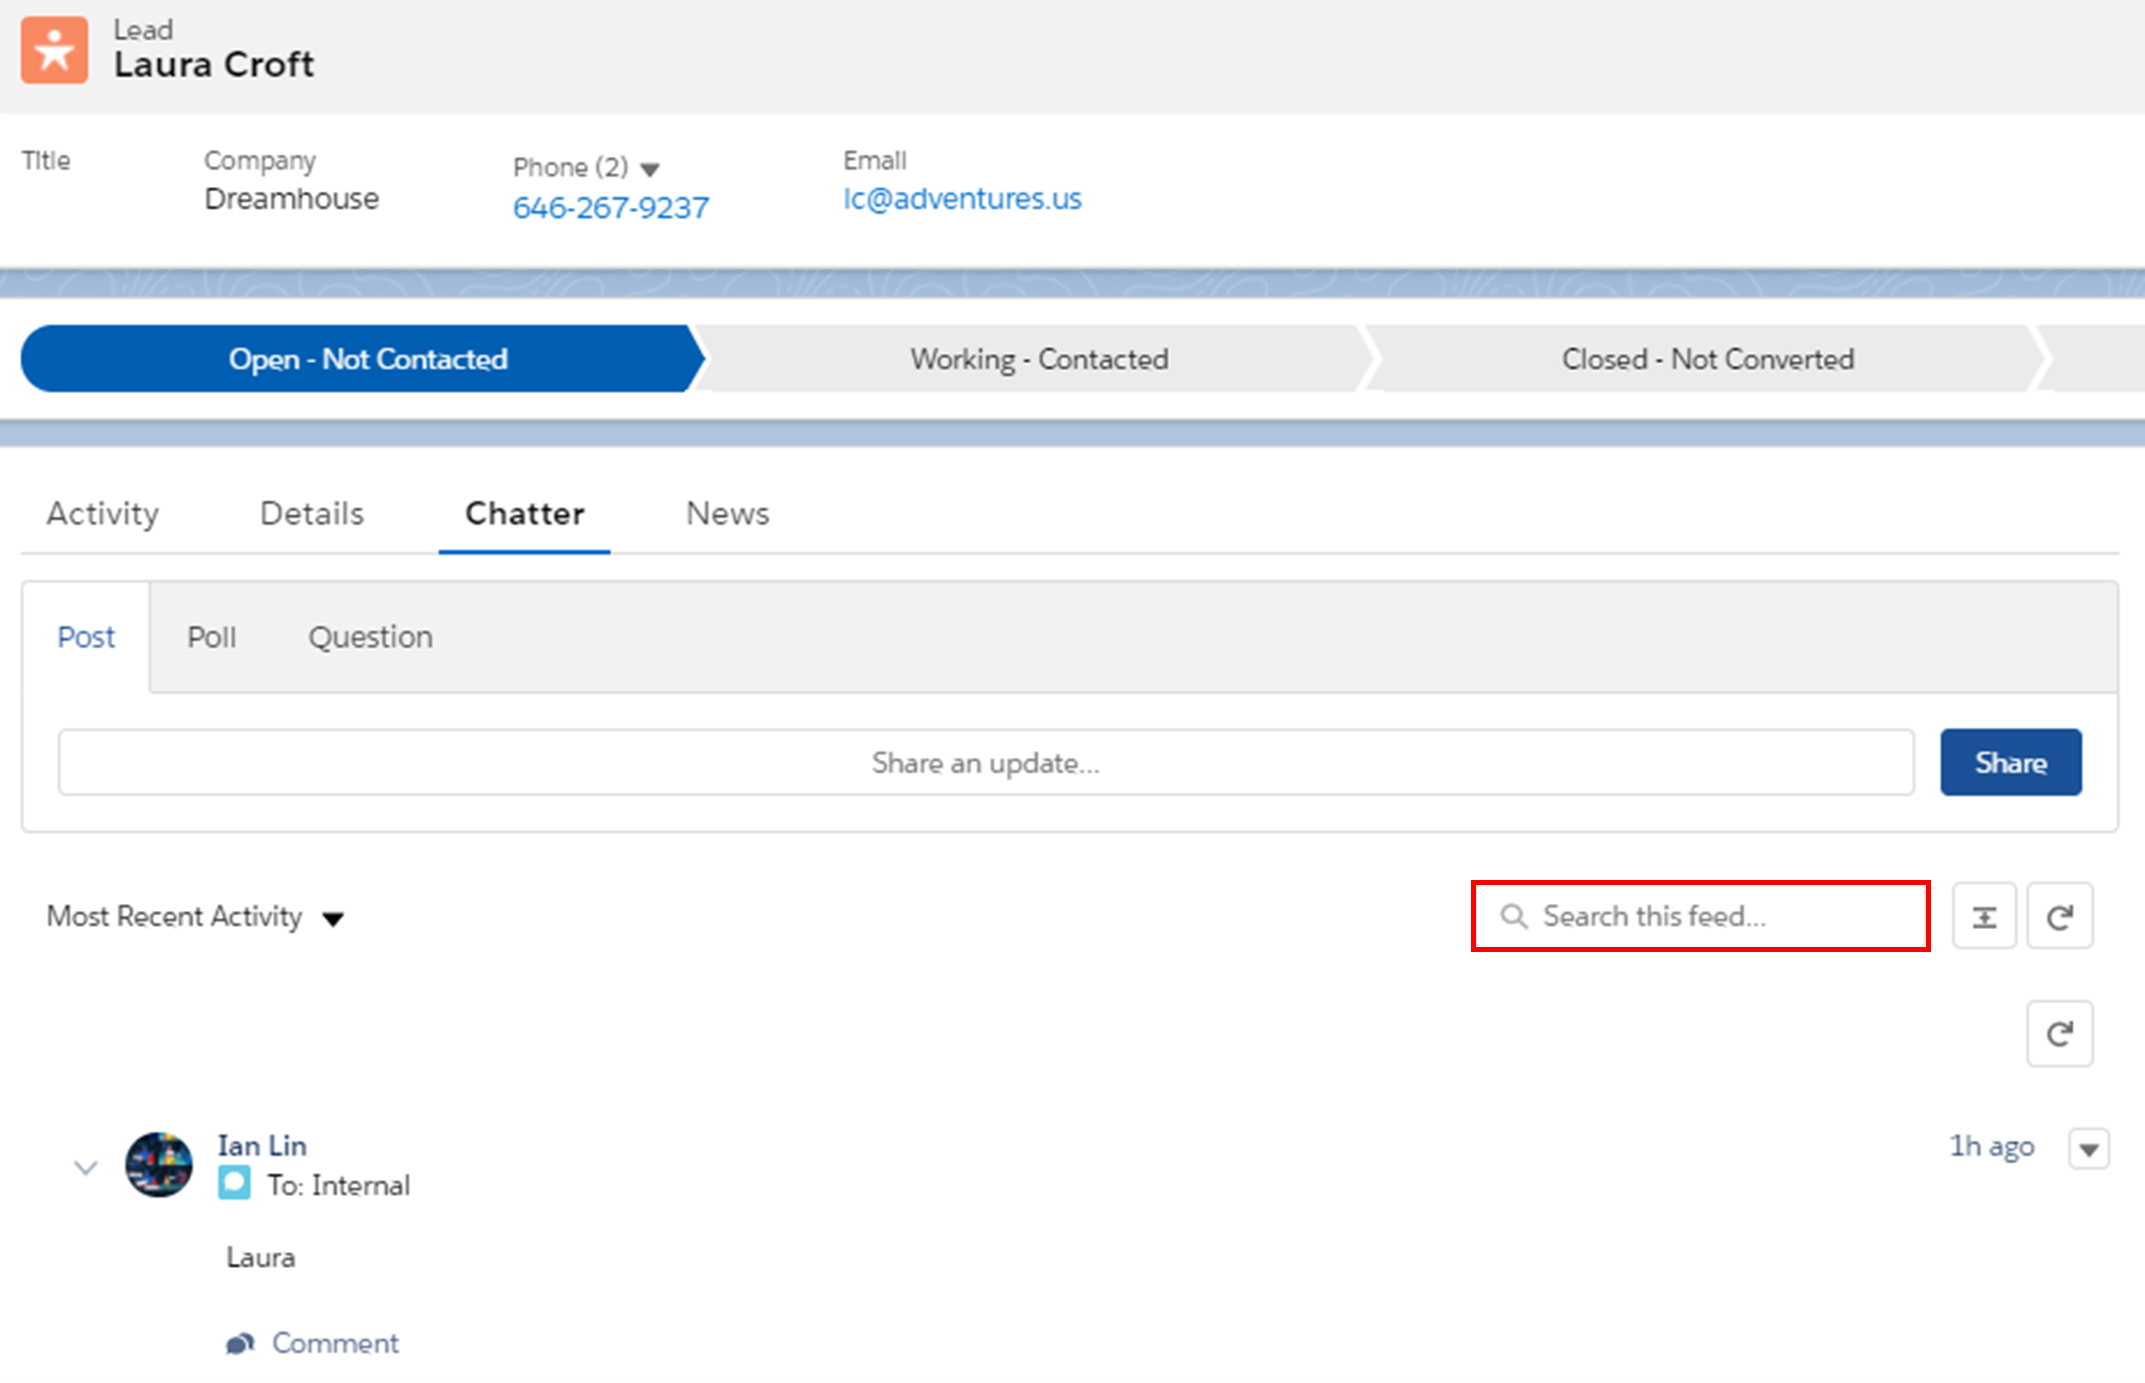 Lead
Laura Croft
Title
Company
Dreamhouse
Phone (2)
646-267-9237
Email
lc@adventures.us
Open - Not Contacted
Working - Contacted
Closed - Not Converted
Activity
Details
Chatter
News
Post
Poll
Question
Share an update...
Share
Most Recent Activity
Search this feed...
Ian Lin
1h ago
To: Internal
Laura
Comment